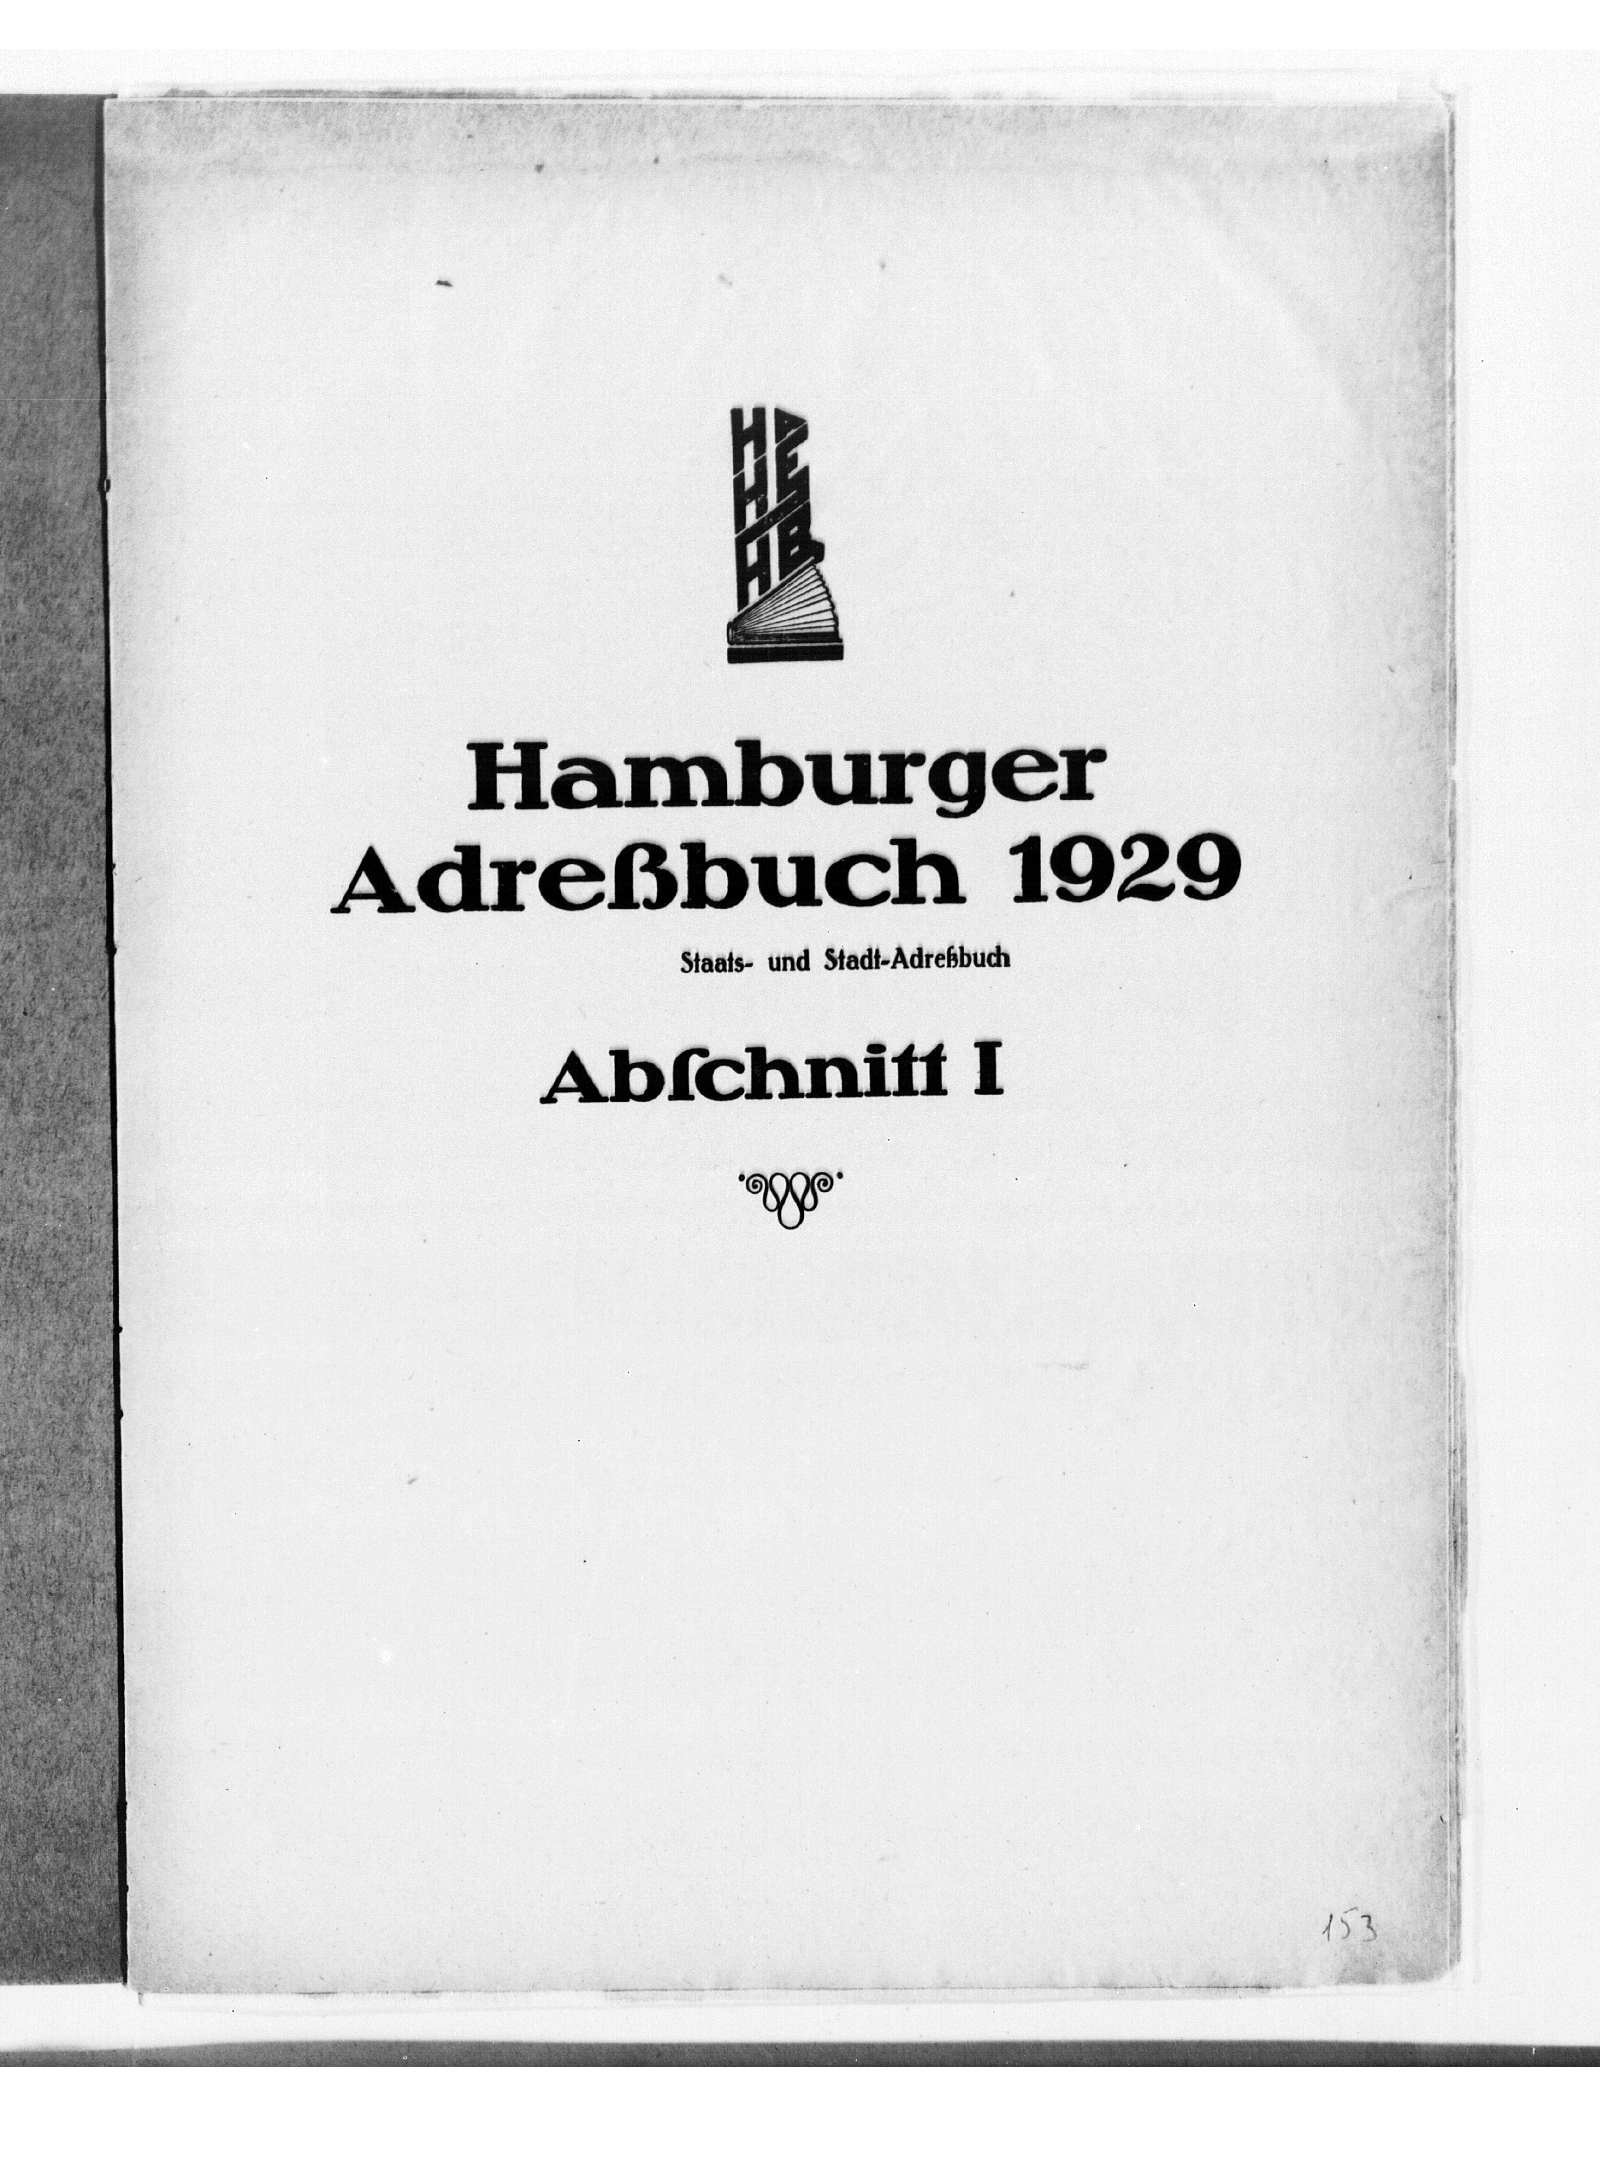 Hamburger
Adreßbuch 1929
Staats- und Stadt-Adreßbuch
Abſchnitt I
153